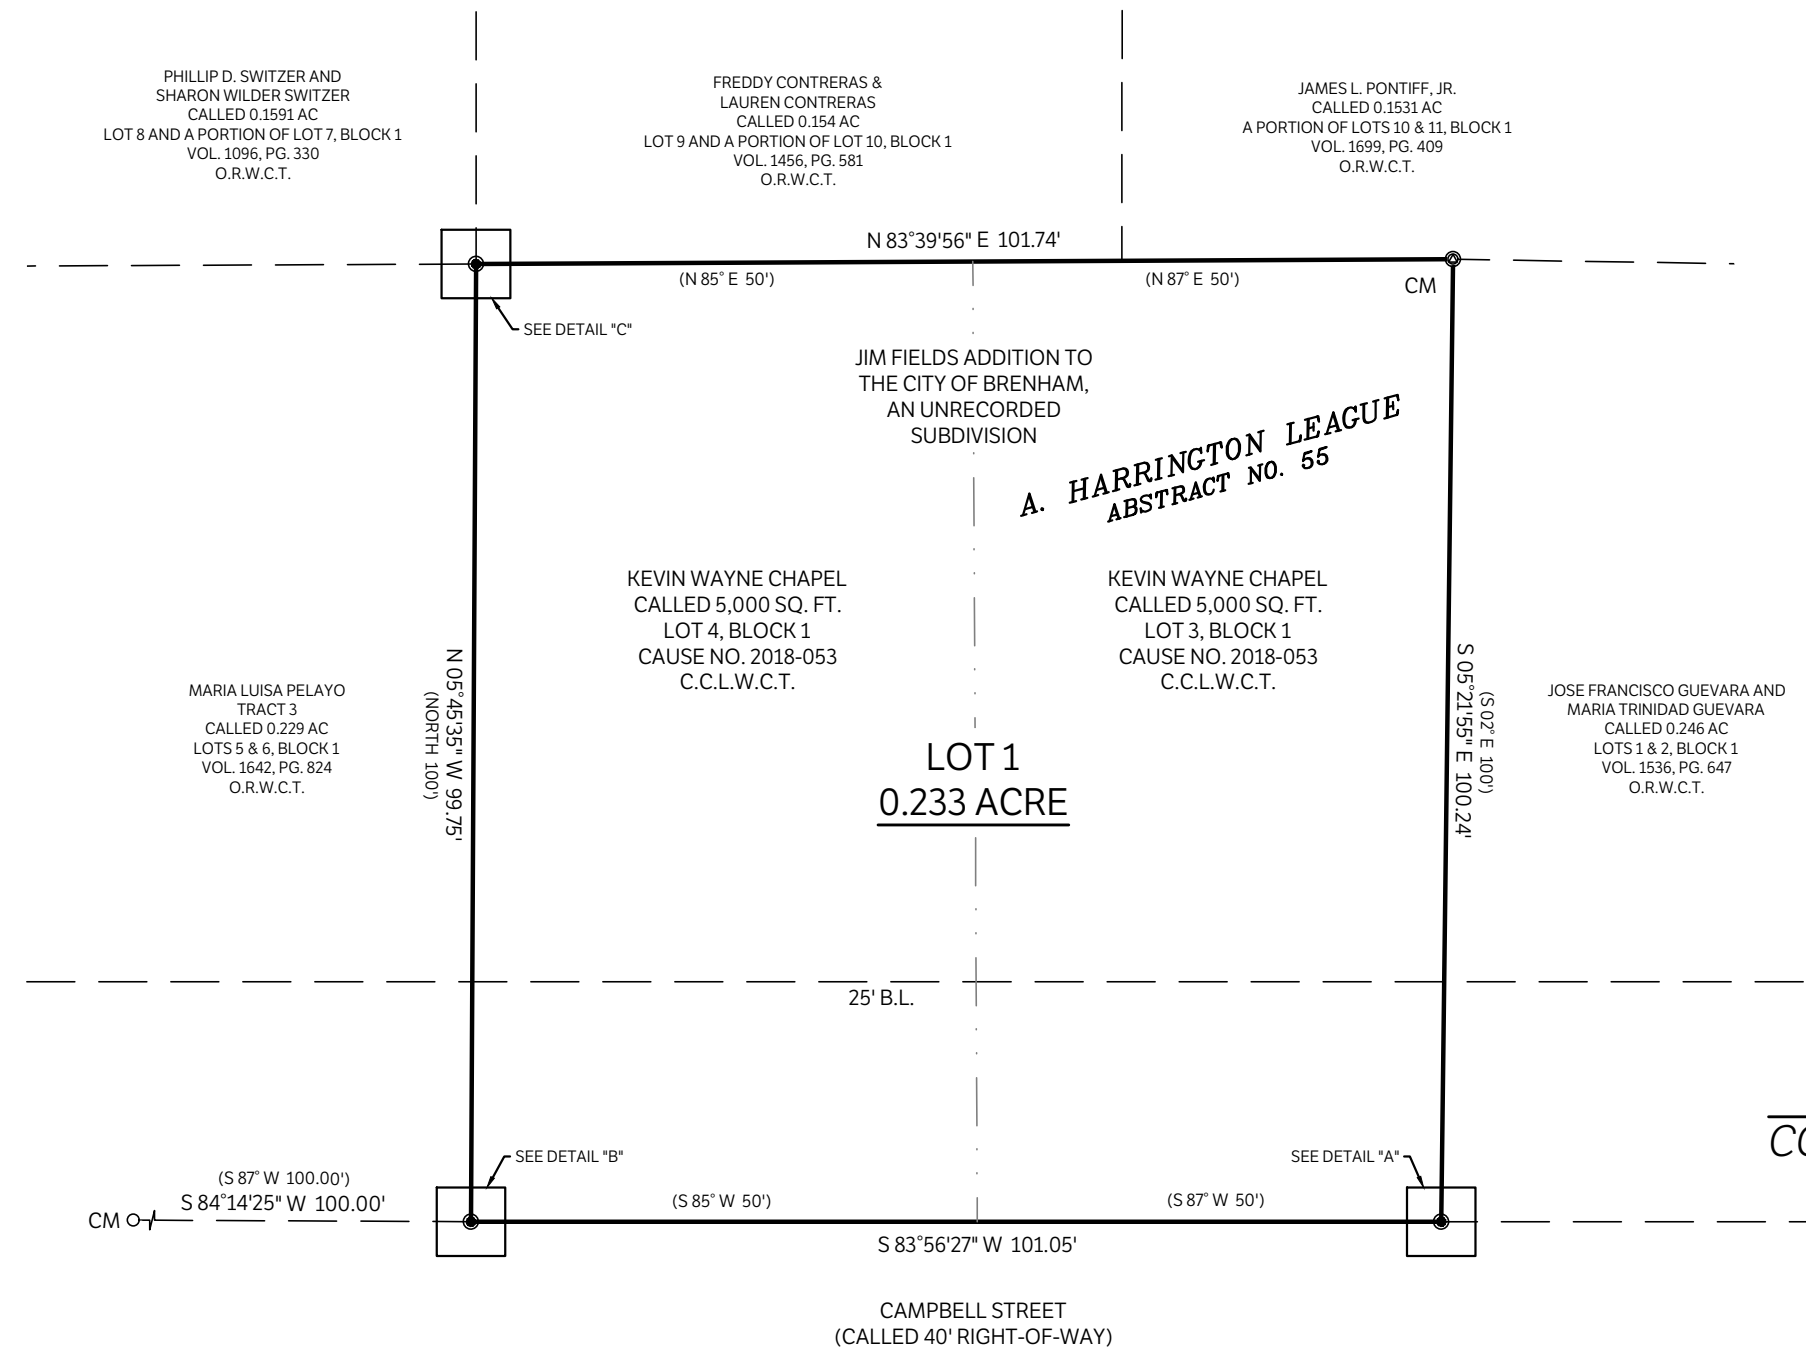 PHILLIP D. SWITZER AND
SHARON WILDER SWITZER
CALLED 0.1591 AC
LOT 8 AND A PORTION OF LOT 7, BLOCK 1
VOL. 1096, PG. 330
O.R.W.C.T.
FREDDY CONTRERAS &
LAUREN CONTRERAS
CALLED 0.154 AC
LOT 9 AND A PORTION OF LOT 10, BLOCK 1
VOL. 1456, PG. 581
O.R.W.C.T.
JAMES L. PONTIFF, JR.
CALLED 0.1531 AC
A PORTION OF LOTS 10 & 11, BLOCK 1
VOL. 1699, PG. 409
O.R.W.C.T.
N 83°39'56" E 101.74'
(N 85° E 50')
(N 87° E 50')
CM
SEE DETAIL "C"
JIM FIELDS ADDITION TO
THE CITY OF BRENHAM,
AN UNRECORDED
SUBDIVISION
A. HARRINGTON LEAGUE
ABSTRACT NO. 55
KEVIN WAYNE CHAPEL
CALLED 5,000 SQ. FT.
LOT 4, BLOCK 1
CAUSE NO. 2018-053
C.C.L.W.C.T.
KEVIN WAYNE CHAPEL
CALLED 5,000 SQ. FT.
LOT 3, BLOCK 1
CAUSE NO. 2018-053
C.C.L.W.C.T.
MARIA LUISA PELAYO
TRACT 3
CALLED 0.229 AC
LOTS 5 & 6, BLOCK 1
VOL. 1642, PG. 824
O.R.W.C.T.
N 05°45'35" W 99.75'
(NORTH 100')
S 05°21'55" E 100.24'
(S 02° E 100')
JOSE FRANCISCO GUEVARA AND
MARIA TRINIDAD GUEVARA
CALLED 0.246 AC
LOTS 1 & 2, BLOCK 1
VOL. 1536, PG. 647
O.R.W.C.T.
LOT 1
0.233 ACRE
25' B.L.
SEE DETAIL "B"
SEE DETAIL "A"
(S 87° W 100.00')
S 84°14'25" W 100.00'
CM
(S 85° W 50')
(S 87° W 50')
S 83°56'27" W 101.05'
CAMPBELL STREET
(CALLED 40' RIGHT-OF-WAY)